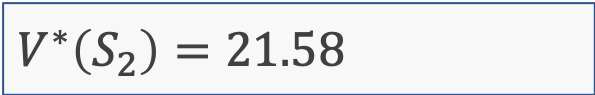 V*(S₂) = 21.58